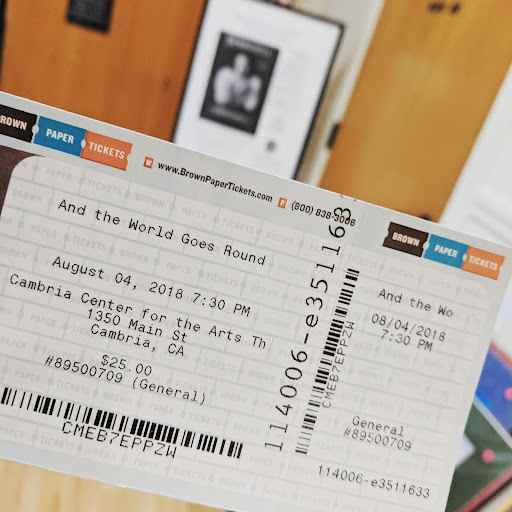 BROWN PAPER TICKETS
www.BrownPaperTickets.com (800) 838-3006
And the World Goes Round
August 04, 2018 7:30 PM
Cambria Center for the Arts Th
1350 Main St
Cambria, CA
$25.00
#89500709 (General)
CMEB7EPPZW
114006-e3511633
CMEB7EPPZW
BROWN PAPER TICKETS
And the Wo
08/04/2018
7:30 PM
General
#89500709
114006-e3511633